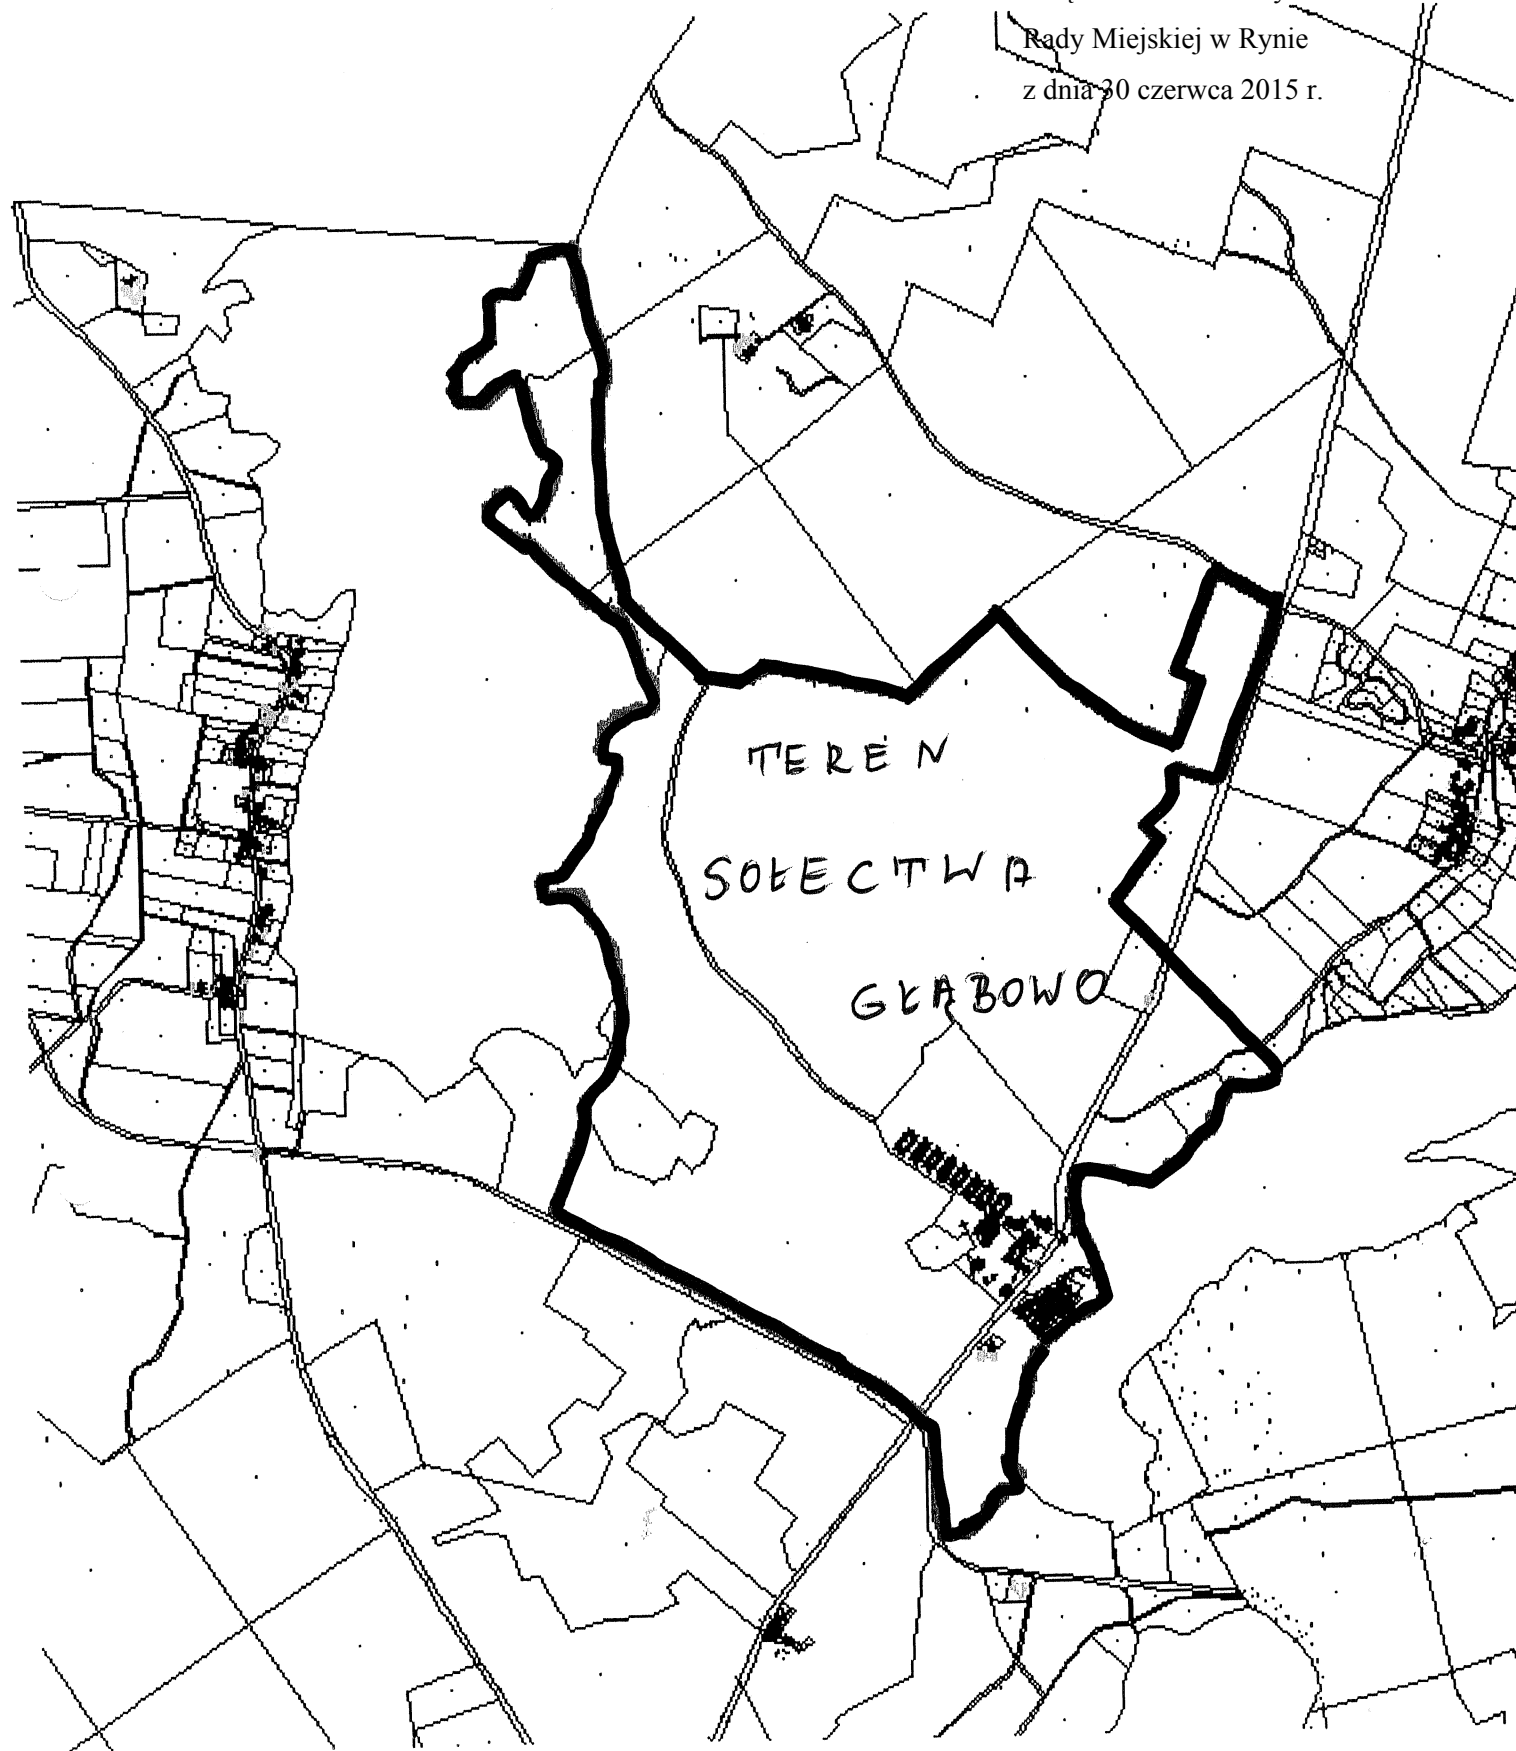 Rady Miejskiej w Rynie
z dnia 30 czerwca 2015 r.
TEREN
SOŁECTWA
GŁABOWO